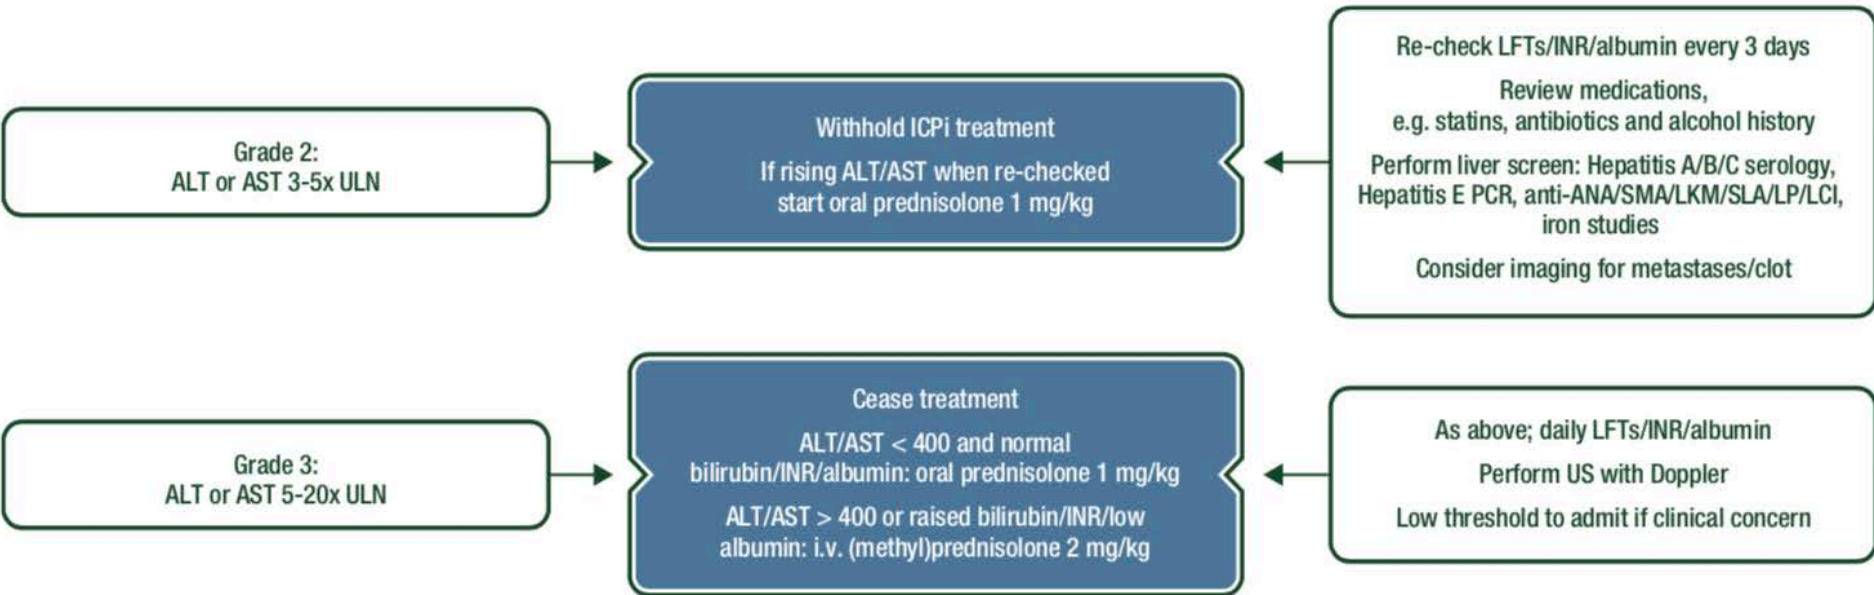 Grade 2:
ALT or AST 3-5x ULN
Withhold ICPi treatment
If rising ALT/AST when re-checked
start oral prednisolone 1 mg/kg
Re-check LFTs/INR/albumin every 3 days
Review medications,
e.g. statins, antibiotics and alcohol history
Perform liver screen: Hepatitis A/B/C serology,
Hepatitis E PCR, anti-ANA/SMA/LKM/SLA/LP/LCI,
iron studies
Consider imaging for metastases/clot
Grade 3:
ALT or AST 5-20x ULN
Cease treatment
ALT/AST < 400 and normal
bilirubin/INR/albumin: oral prednisolone 1 mg/kg
ALT/AST > 400 or raised bilirubin/INR/low
albumin: i.v. (methyl)prednisolone 2 mg/kg
As above; daily LFTs/INR/albumin
Perform US with Doppler
Low threshold to admit if clinical concern